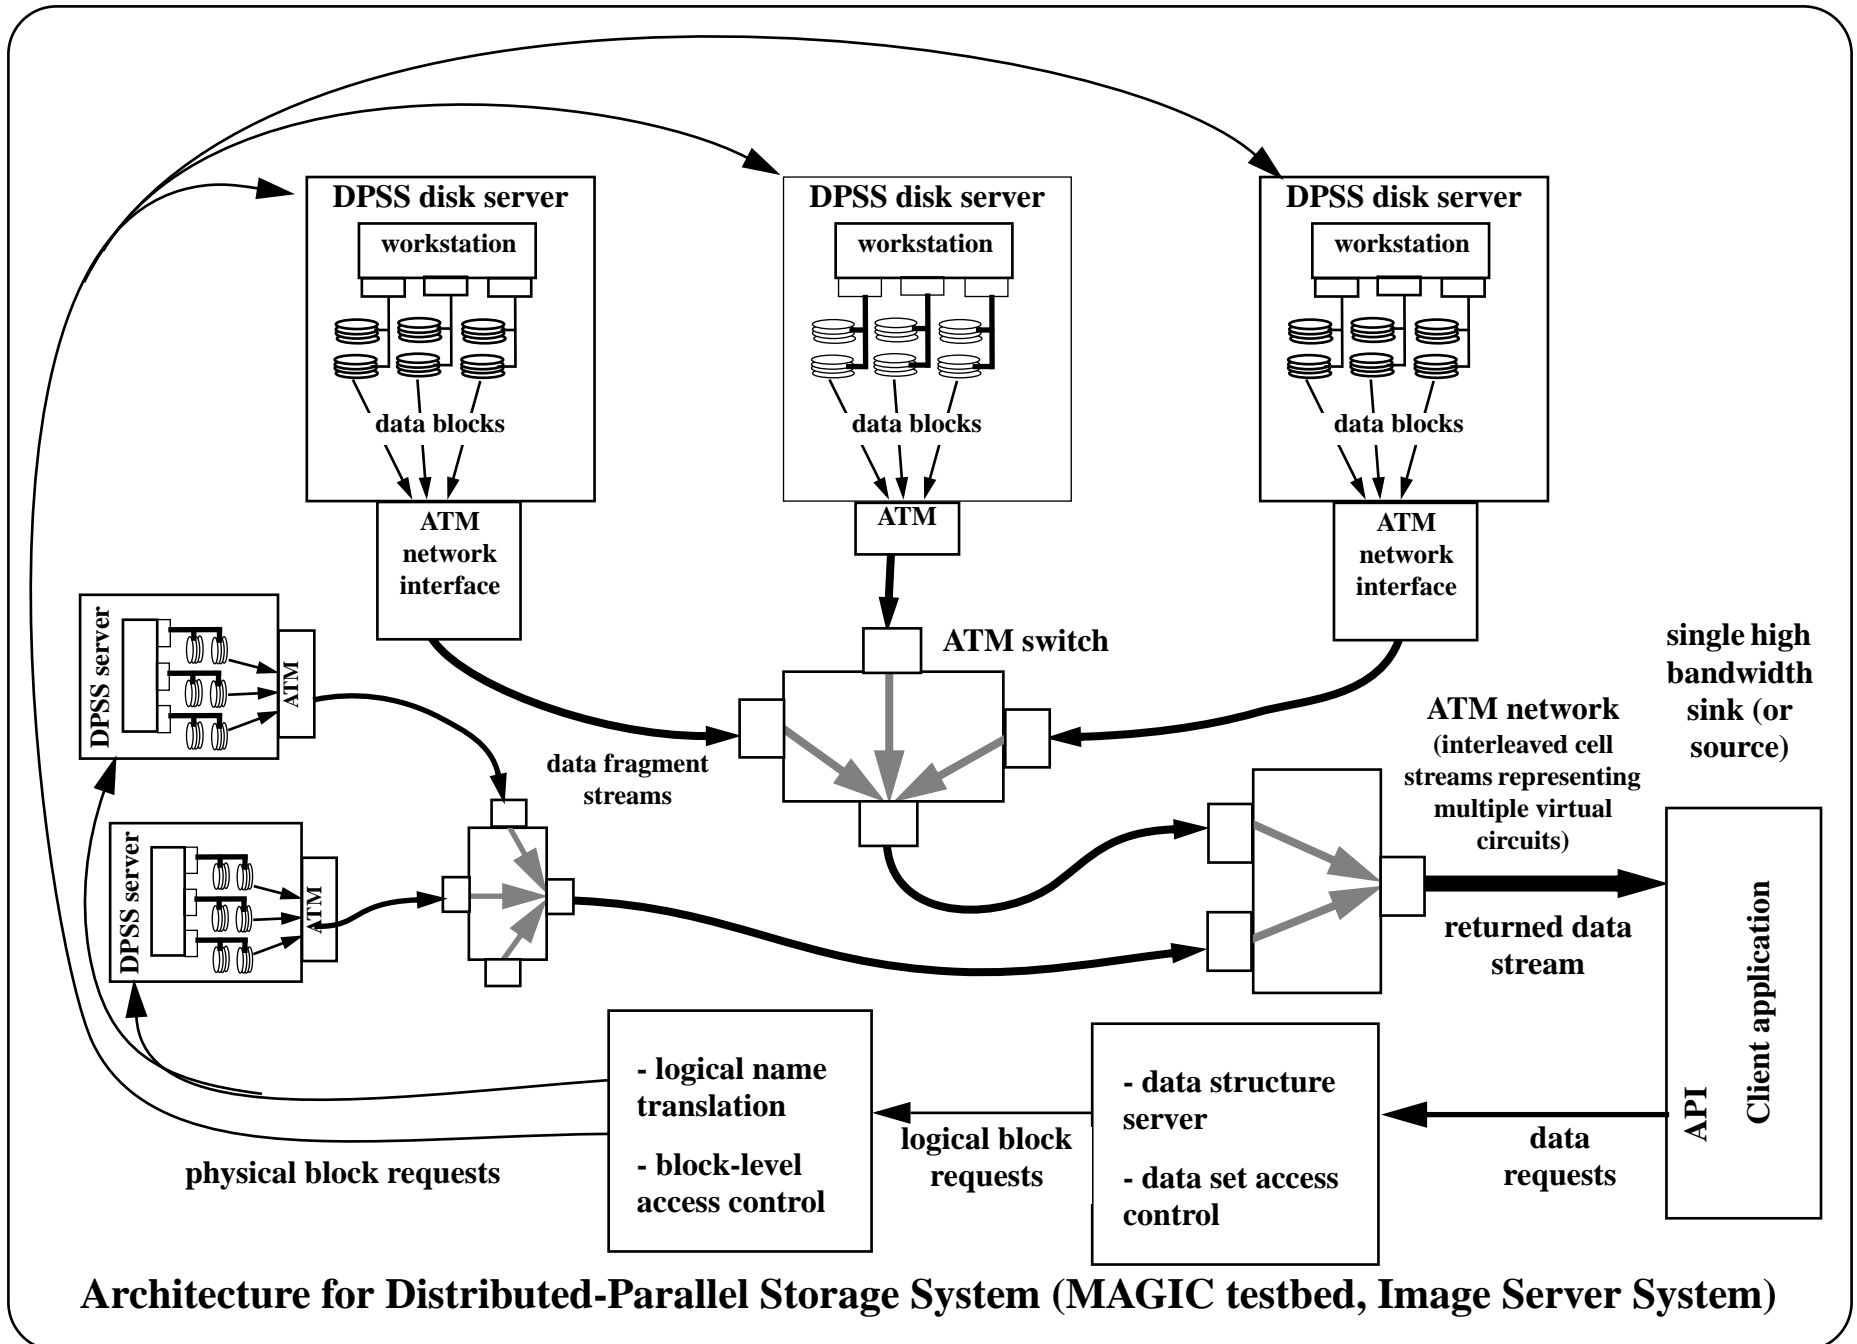 DPSS disk server
workstation
data blocks
ATM
network
interface
DPSS disk server
workstation
data blocks
ATM
DPSS disk server
workstation
data blocks
ATM
network
interface
DPSS server
ATM
DPSS server
ATM
ATM switch
data fragment
streams
ATM network
(interleaved cell
streams representing
multiple virtual
circuits)
single high
bandwidth
sink (or
source)
returned data
stream
API
Client application
data
requests
- data structure
server
- data set access
control
logical block
requests
- logical name
translation
- block-level
access control
physical block requests
Architecture for Distributed-Parallel Storage System (MAGIC testbed, Image Server System)